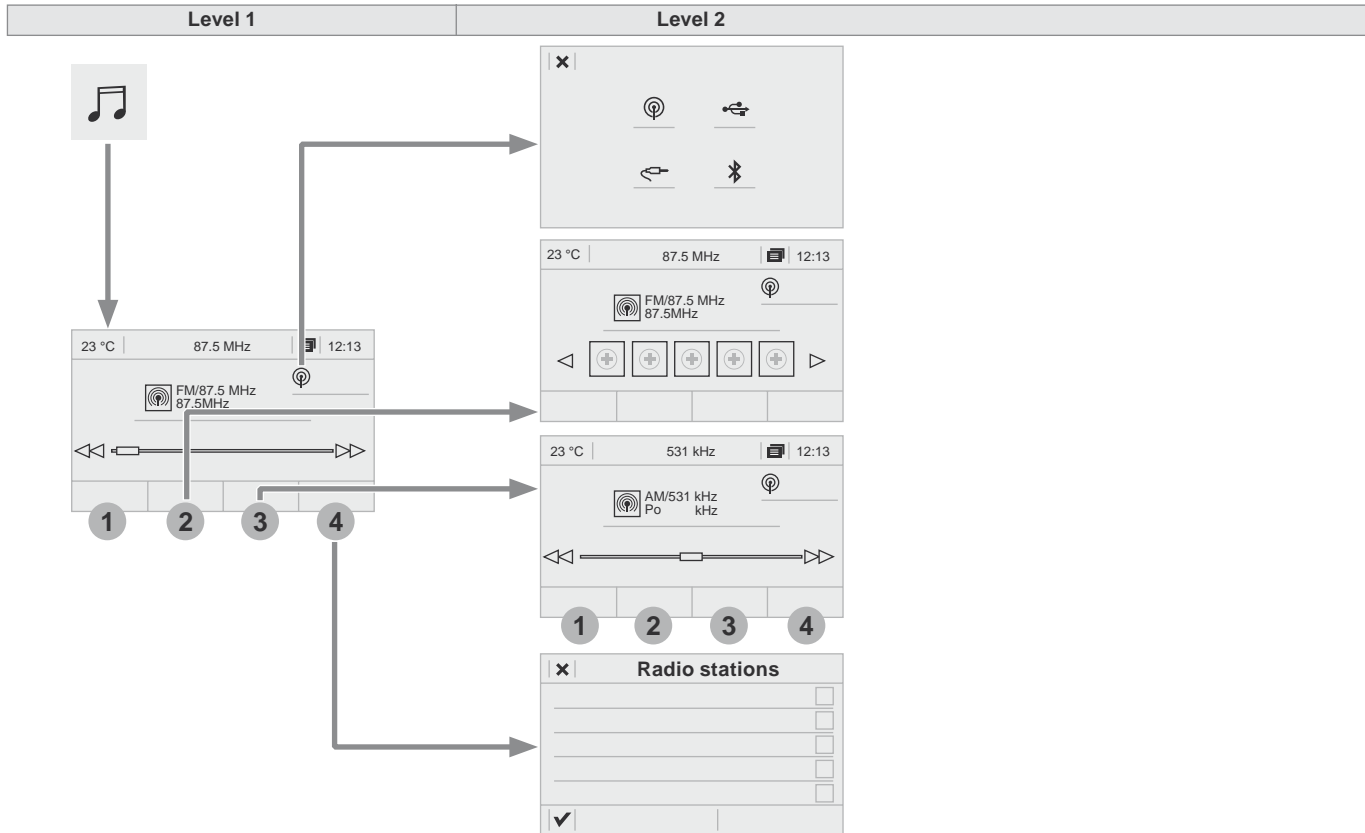 Level 1
Level 2
23 °C 87.5 MHz 12:13
FM/87.5 MHz
87.5MHz
1 2 3 4
23 °C 87.5 MHz 12:13
FM/87.5 MHz
87.5MHz
23 °C 531 kHz 12:13
AM/531 kHz
Po kHz
1 2 3 4
Radio stations